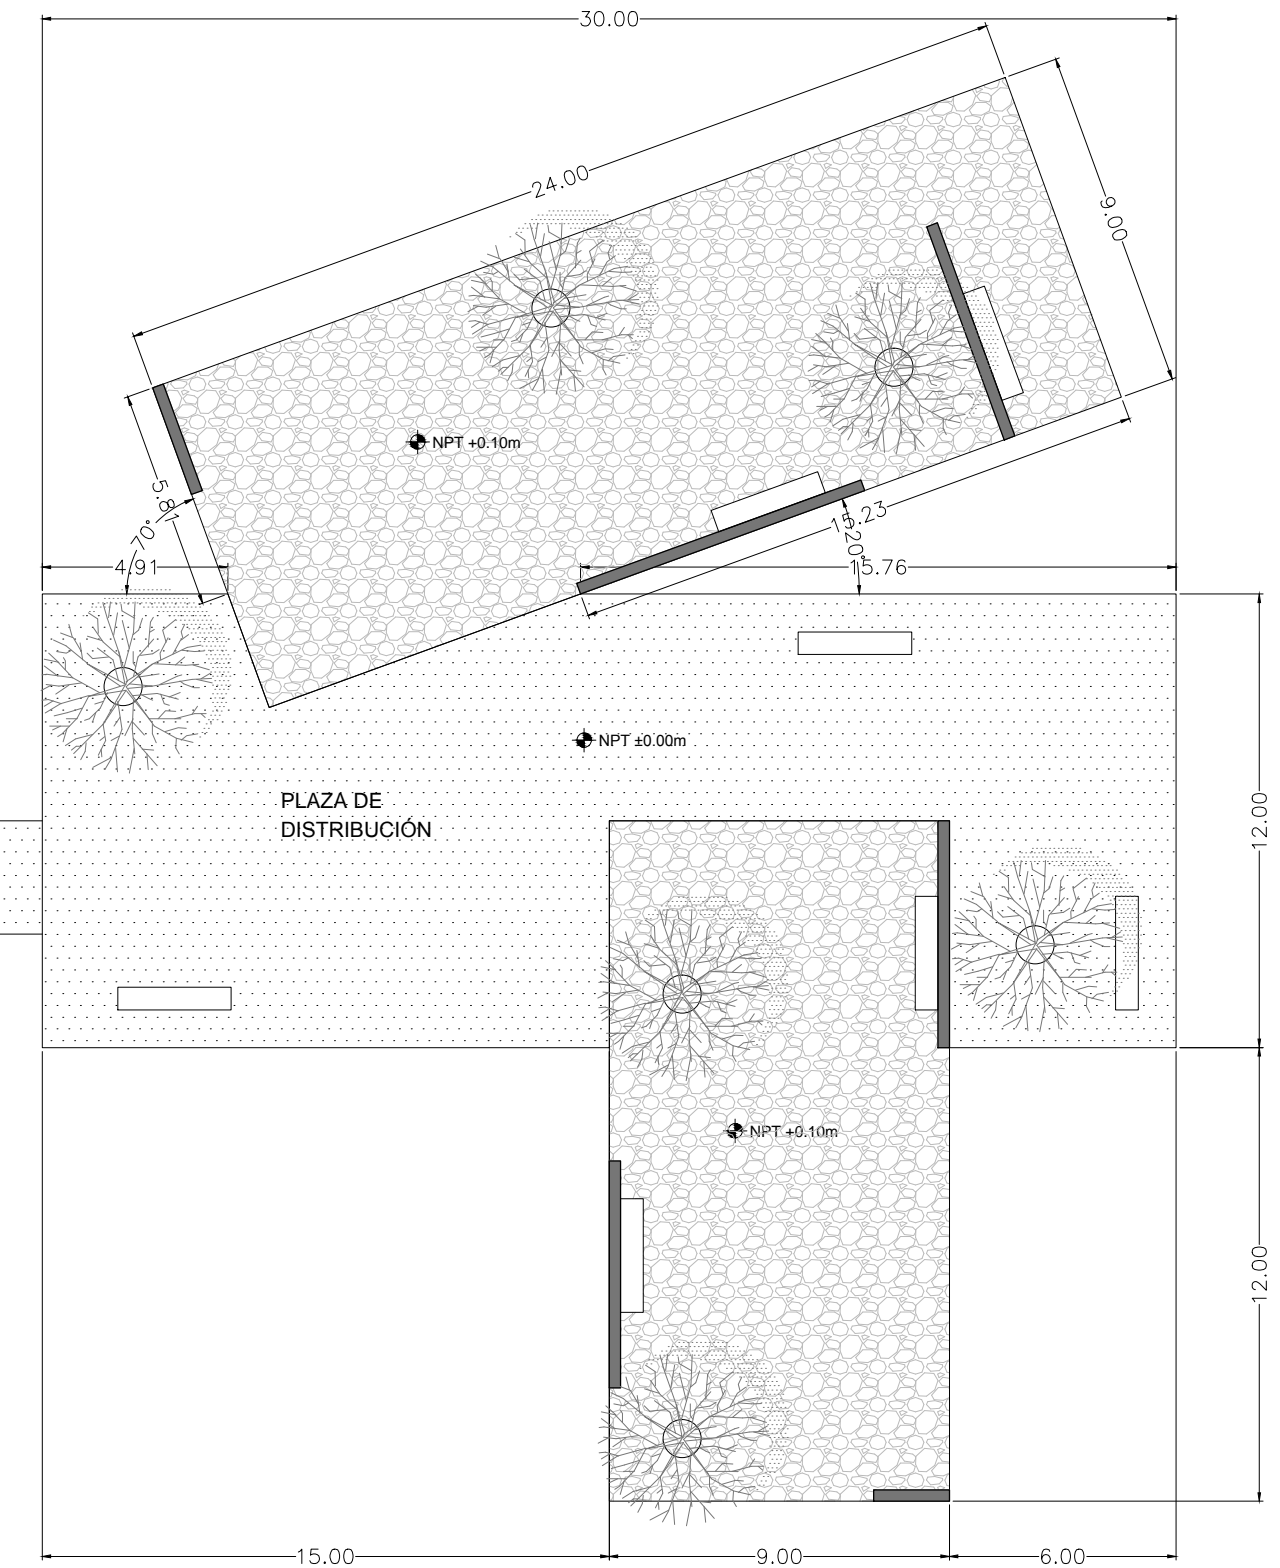 30.00
24.00
9.00
NPT +0.10m
5.81
70°
15.23
20°
4.91
15.76
NPT ±0.00m
PLAZA DE
DISTRIBUCIÓN
12.00
NPT +0.10m
12.00
15.00
9.00
6.00